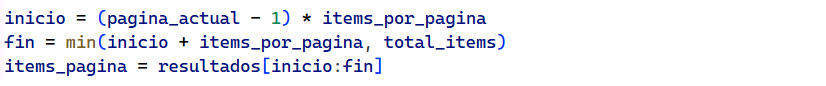 inicio = (pagina_actual - 1) * items_por_pagina
fin = min(inicio + items_por_pagina, total_items)
items_pagina = resultados[inicio:fin]